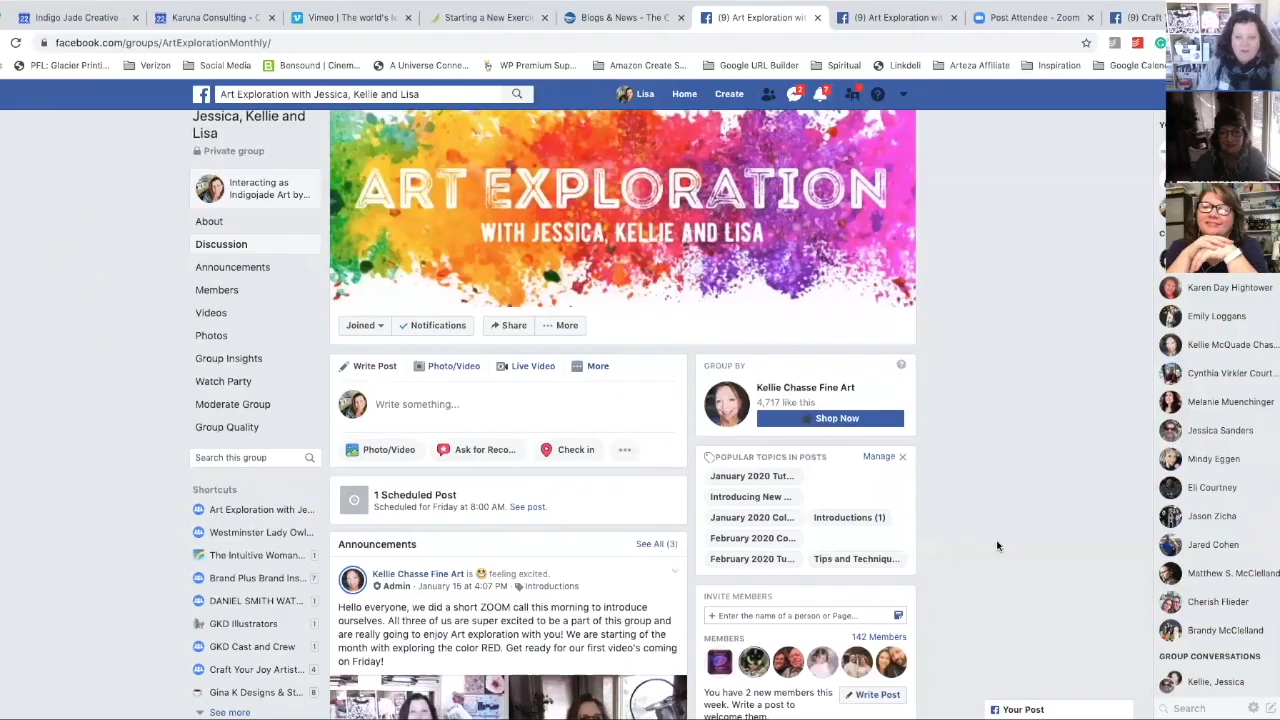 Indigo Jade Creative
Karuna Consulting - C
Vimeo | The world's le
Blogs & News - The C
(9) Art Exploration wit
(9) Art Exploration wit
Post Attendee - Zoom
(9) Craft
facebook.com/groups/ArtExplorationMonthly/
PFL: Glacier Printi...
Verizon
Social Media
Bensound | Cinem...
A Universe Conne...
WP Premium Sup...
Amazon Create S...
Google URL Builder
Spiritual
Linkdeli
Arteza Affiliate
Inspiration
Google Calen
Art Exploration with Jessica, Kellie and Lisa
Lisa
Home
Create
2
7
Jessica, Kellie and
Lisa
Private group
Interacting as
Indigojade Art by...
About
Discussion
Announcements
Members
Videos
Photos
Group Insights
Watch Party
Moderate Group
Group Quality
Search this group
Shortcuts
Art Exploration with Je...
Westminster Lady Owl...
The Intuitive Woman... 1
Brand Plus Brand Ins... 7
DANIEL SMITH WAT... 1
GKD Illustrators 1
GKD Cast and Crew 1
Craft Your Joy Artist... 4
Gina K Designs & St... 8
See more
ART EXPLORATION
WITH JESSICA, KELLIE AND LISA
Joined
Notifications
Share
More
Write Post
Photo/Video
Live Video
More
Write something...
Photo/Video
Ask for Reco...
Check in
1 Scheduled Post
Scheduled for Friday at 8:00 AM. See post.
Announcements
See All (3)
Kellie Chasse Fine Art is feeling excited.
Admin · January 15 at 4:07 PM · Introductions
Hello everyone, we did a short ZOOM call this morning to introduce
ourselves. All three of us are super excited to be a part of this group and
are really going to enjoy Art exploration with you! We are starting of the
month with exploring the color RED. Get ready for our first video's coming
on Friday!
GROUP BY
Kellie Chasse Fine Art
4,717 like this
Shop Now
POPULAR TOPICS IN POSTS
Manage
January 2020 Tut...
Introducing New ...
January 2020 Col...
Introductions (1)
February 2020 Co...
February 2020 Tu...
Tips and Techniqu...
INVITE MEMBERS
+ Enter the name of a person or Page...
MEMBERS
142 Members
You have 2 new members this
week. Write a post to
welcome them.
Write Post
Karen Day Hightower
Emily Loggans
Kellie McQuade Chas...
Cynthia Virkler Court...
Melanie Muenchinger
Jessica Sanders
Mindy Eggen
Eli Courtney
Jason Zicha
Jared Cohen
Matthew S. McClelland
Cherish Flieder
Brandy McClelland
GROUP CONVERSATIONS
Kellie, Jessica
Search
Your Post